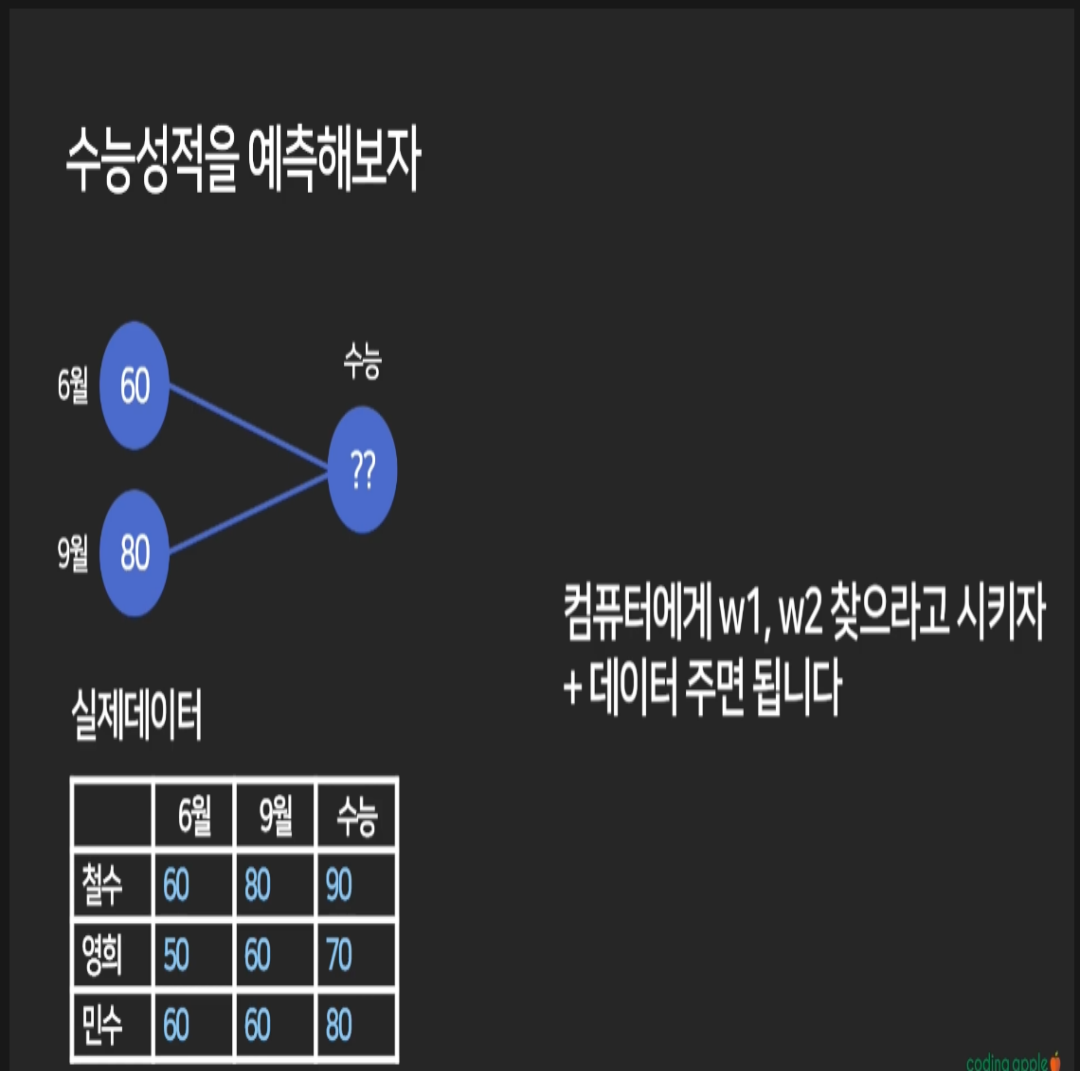 수능성적을 예측해보자
수능
6월 60
??
9월 80
컴퓨터에게 w1, w2 찾으라고 시키자
+ 데이터 주면 됩니다
실제데이터
6월 9월 수능
철수 60 80 90
영희 50 60 70
민수 60 60 80
coding apple